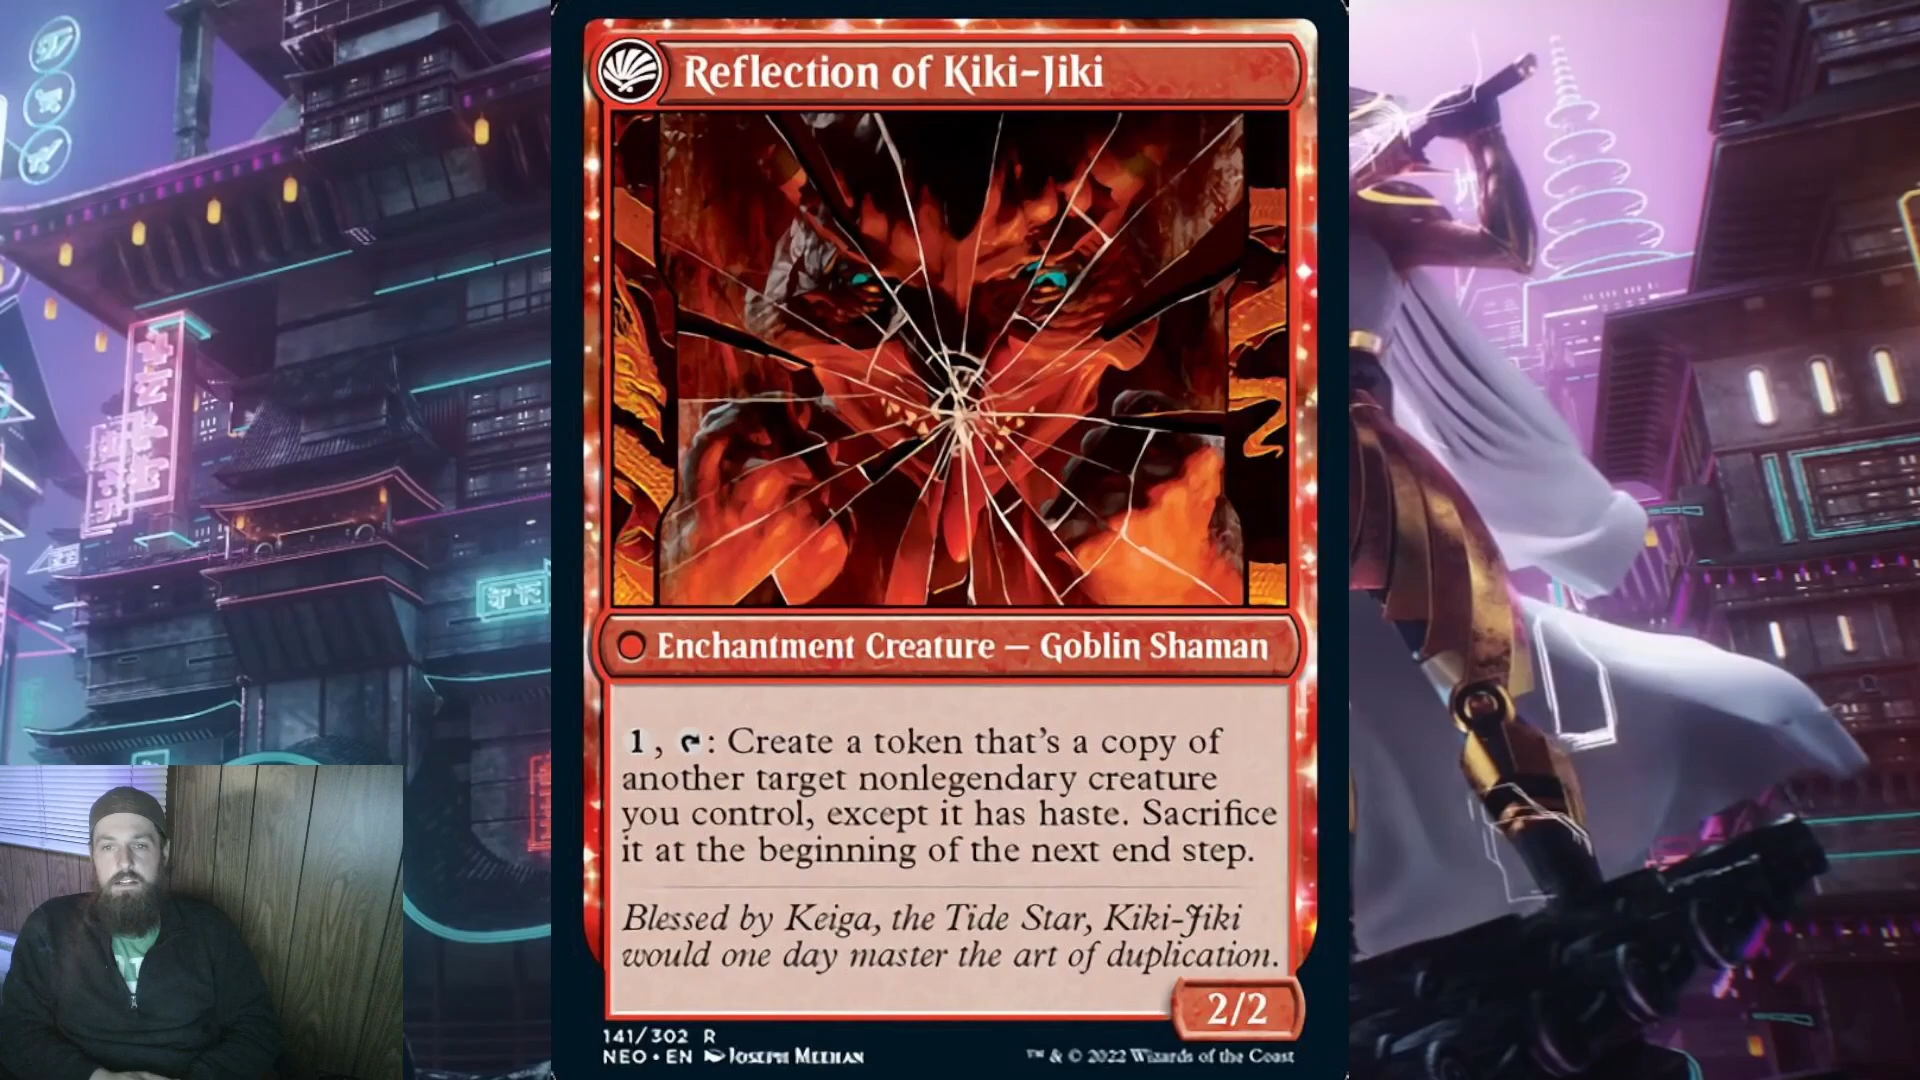 Reflection of Kiki-Jiki
Enchantment Creature — Goblin Shaman
1, : Create a token that's a copy of
another target nonlegendary creature
you control, except it has haste. Sacrifice
it at the beginning of the next end step.
Blessed by Keiga, the Tide Star, Kiki-Jiki
would one day master the art of duplication.
2/2
141/302 R
NEO • EN Joseph Meehan
™ & © 2022 Wizards of the Coast